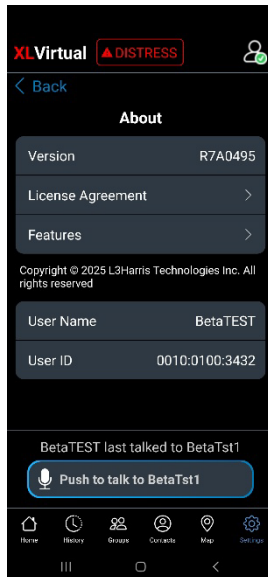 XLVirtual DISTRESS
Back
About
Version R7A0495
License Agreement
Features
Copyright © 2025 L3Harris Technologies Inc. All
rights reserved
User Name BetaTEST
User ID 0010:0100:3432
BetaTEST last talked to BetaTst1
Push to talk to BetaTst1
Home History Groups Contacts Map Settings